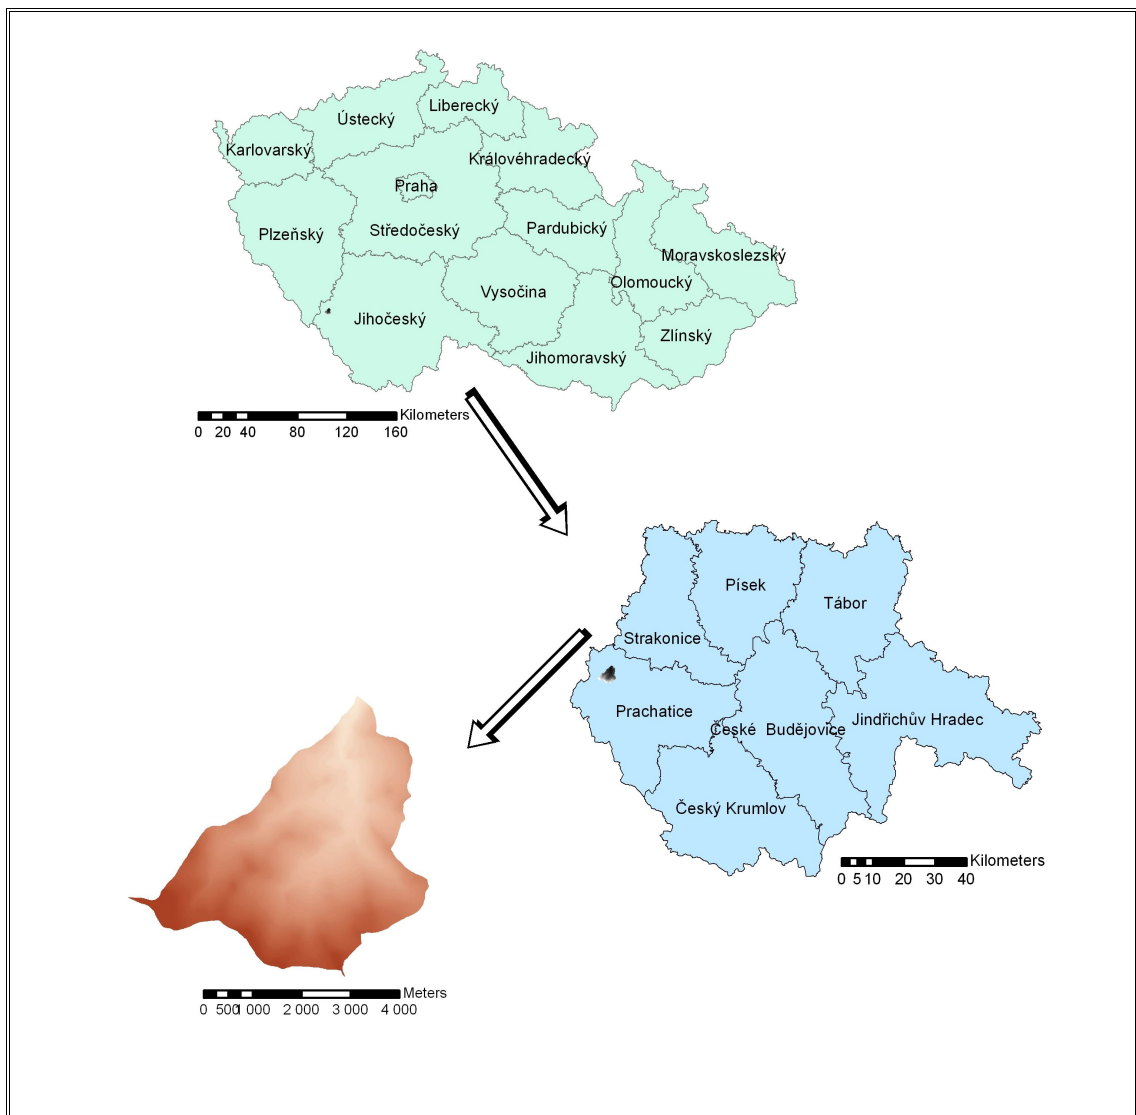 Liberecký
Ústecký
Karlovarský
Královéhradecký
Praha
Středočeský
Pardubický
Plzeňský
Moravskoslezský
Olomoucký
Vysočina
Jihočeský
Zlínský
Jihomoravský
Kilometers
0 20 40 80 120 160
Písek
Tábor
Strakonice
Prachatice
České Budějovice
Jindřichův Hradec
Český Krumlov
Kilometers
0 5 10 20 30 40
Meters
0 500 1 000 2 000 3 000 4 000